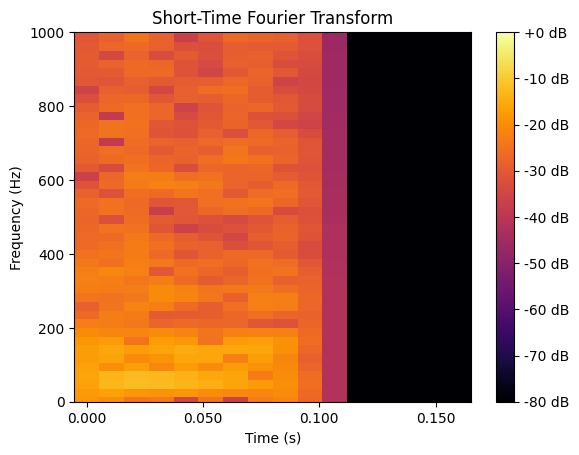 Short-Time Fourier Transform
1000
800
600
400
200
0
Frequency (Hz)
0.000
0.050
0.100
0.150
Time (s)
+0 dB
-10 dB
-20 dB
-30 dB
-40 dB
-50 dB
-60 dB
-70 dB
-80 dB